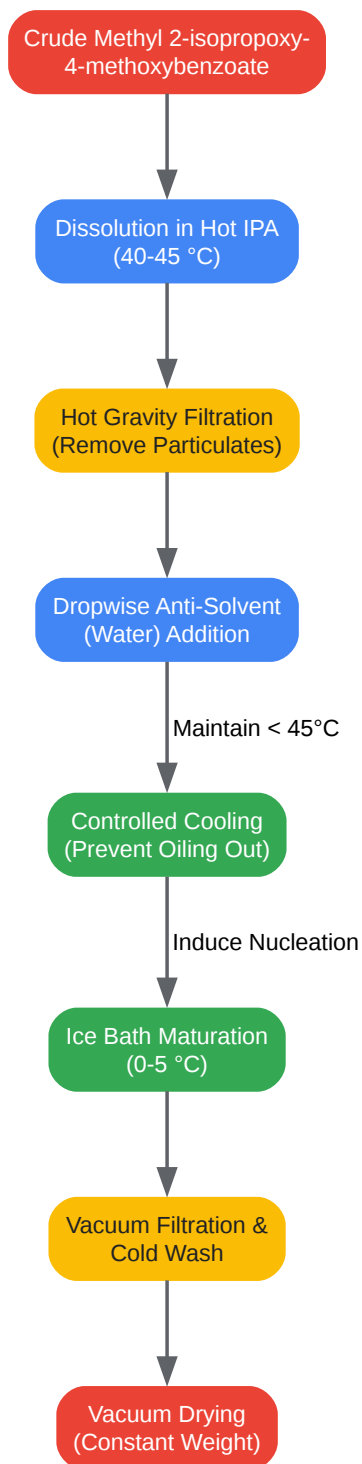 Crude Methyl 2-isopropoxy-
4-methoxybenzoate
Dissolution in Hot IPA
(40-45 °C)
Hot Gravity Filtration
(Remove Particulates)
Dropwise Anti-Solvent
(Water) Addition
Maintain < 45°C
Controlled Cooling
(Prevent Oiling Out)
Induce Nucleation
Ice Bath Maturation
(0-5 °C)
Vacuum Filtration &
Cold Wash
Vacuum Drying
(Constant Weight)